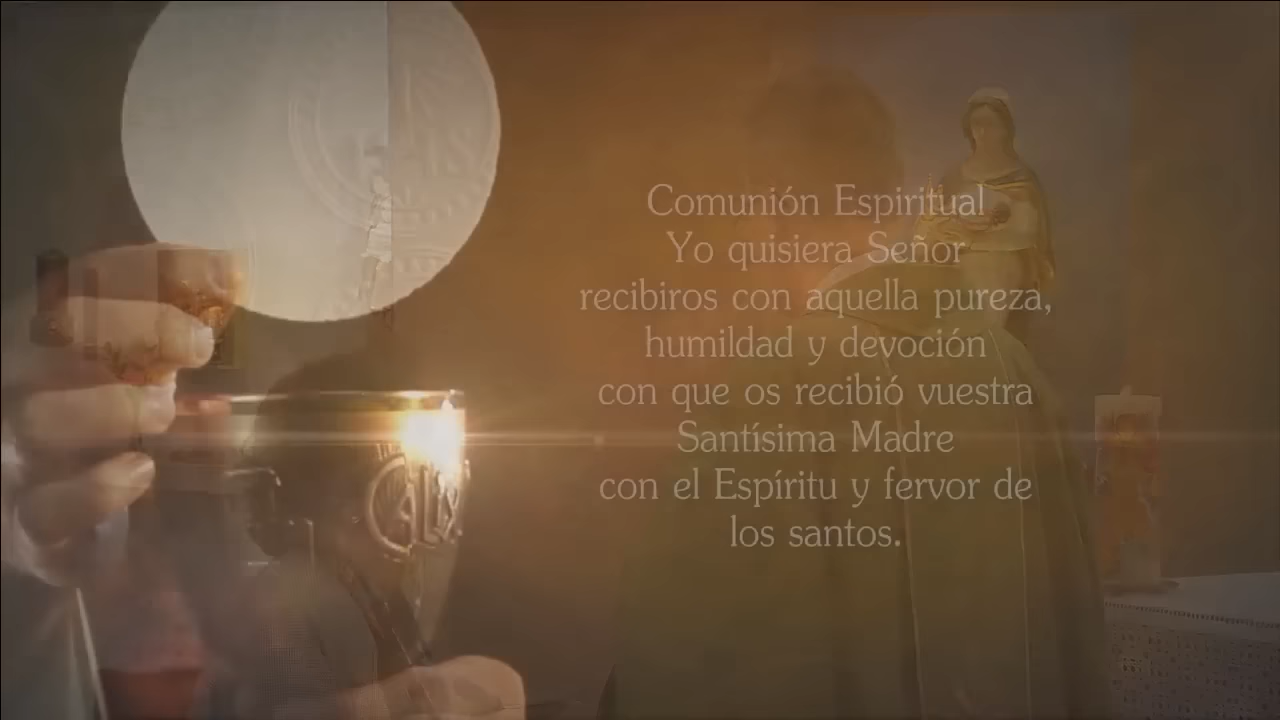 Comunión Espiritual
Yo quisiera Señor
recibiros con aquella pureza,
humildad y devoción
con que os recibió vuestra
Santísima Madre
con el Espíritu y fervor de
los santos.